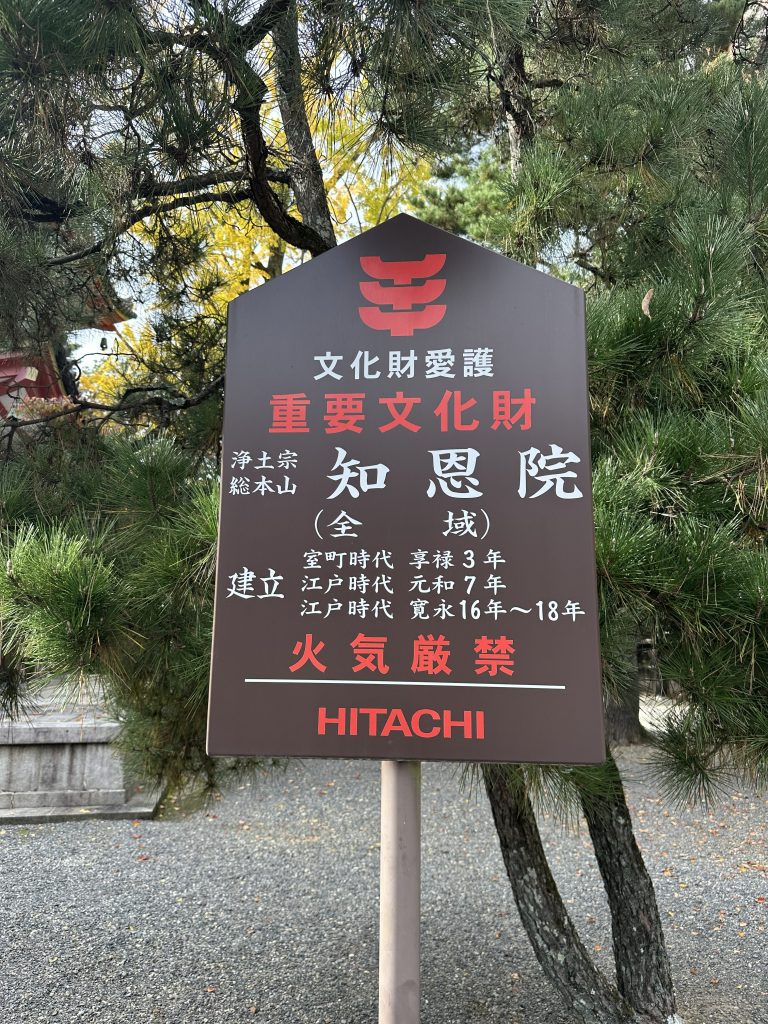 文化財愛護
重要文化財
浄土宗
総本山
知恩院
(全域)
建立
室町時代 享禄3年
江戸時代 元和7年
江戸時代 寛永16年～18年
火気厳禁
HITACHI